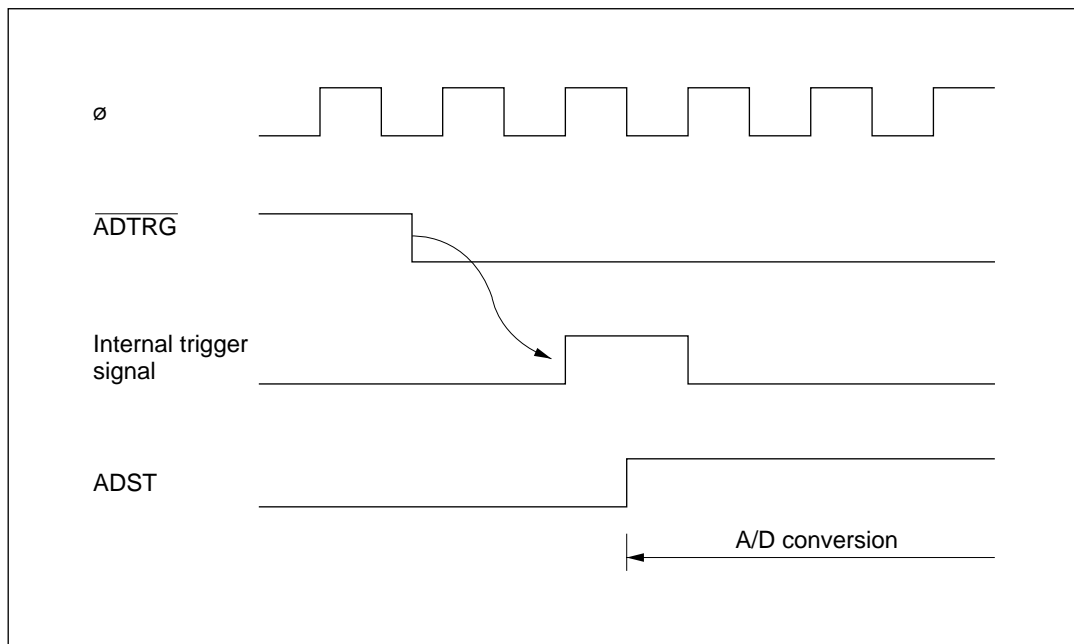 ø
ADTRG
Internal trigger
signal
ADST
A/D conversion